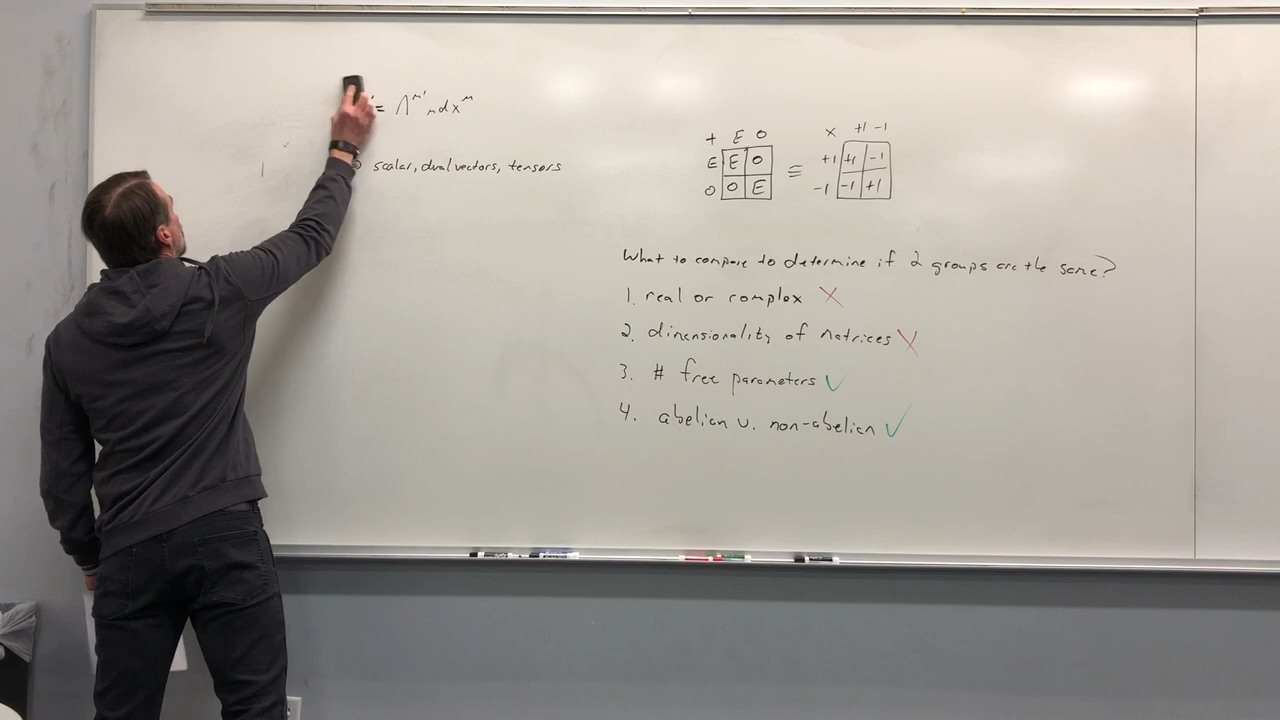 ' = Λ^μ'_μ dx^μ
scalar, dual vectors, tensors
+ E O
E E O
O O E
≅
x +1 -1
+1 +1 -1
-1 -1 +1
What to compare to determine if 2 groups are the same?
1. real or complex X
2. dimensionality of matrices X
3. # free parameters ✓
4. abelian v. non-abelian ✓